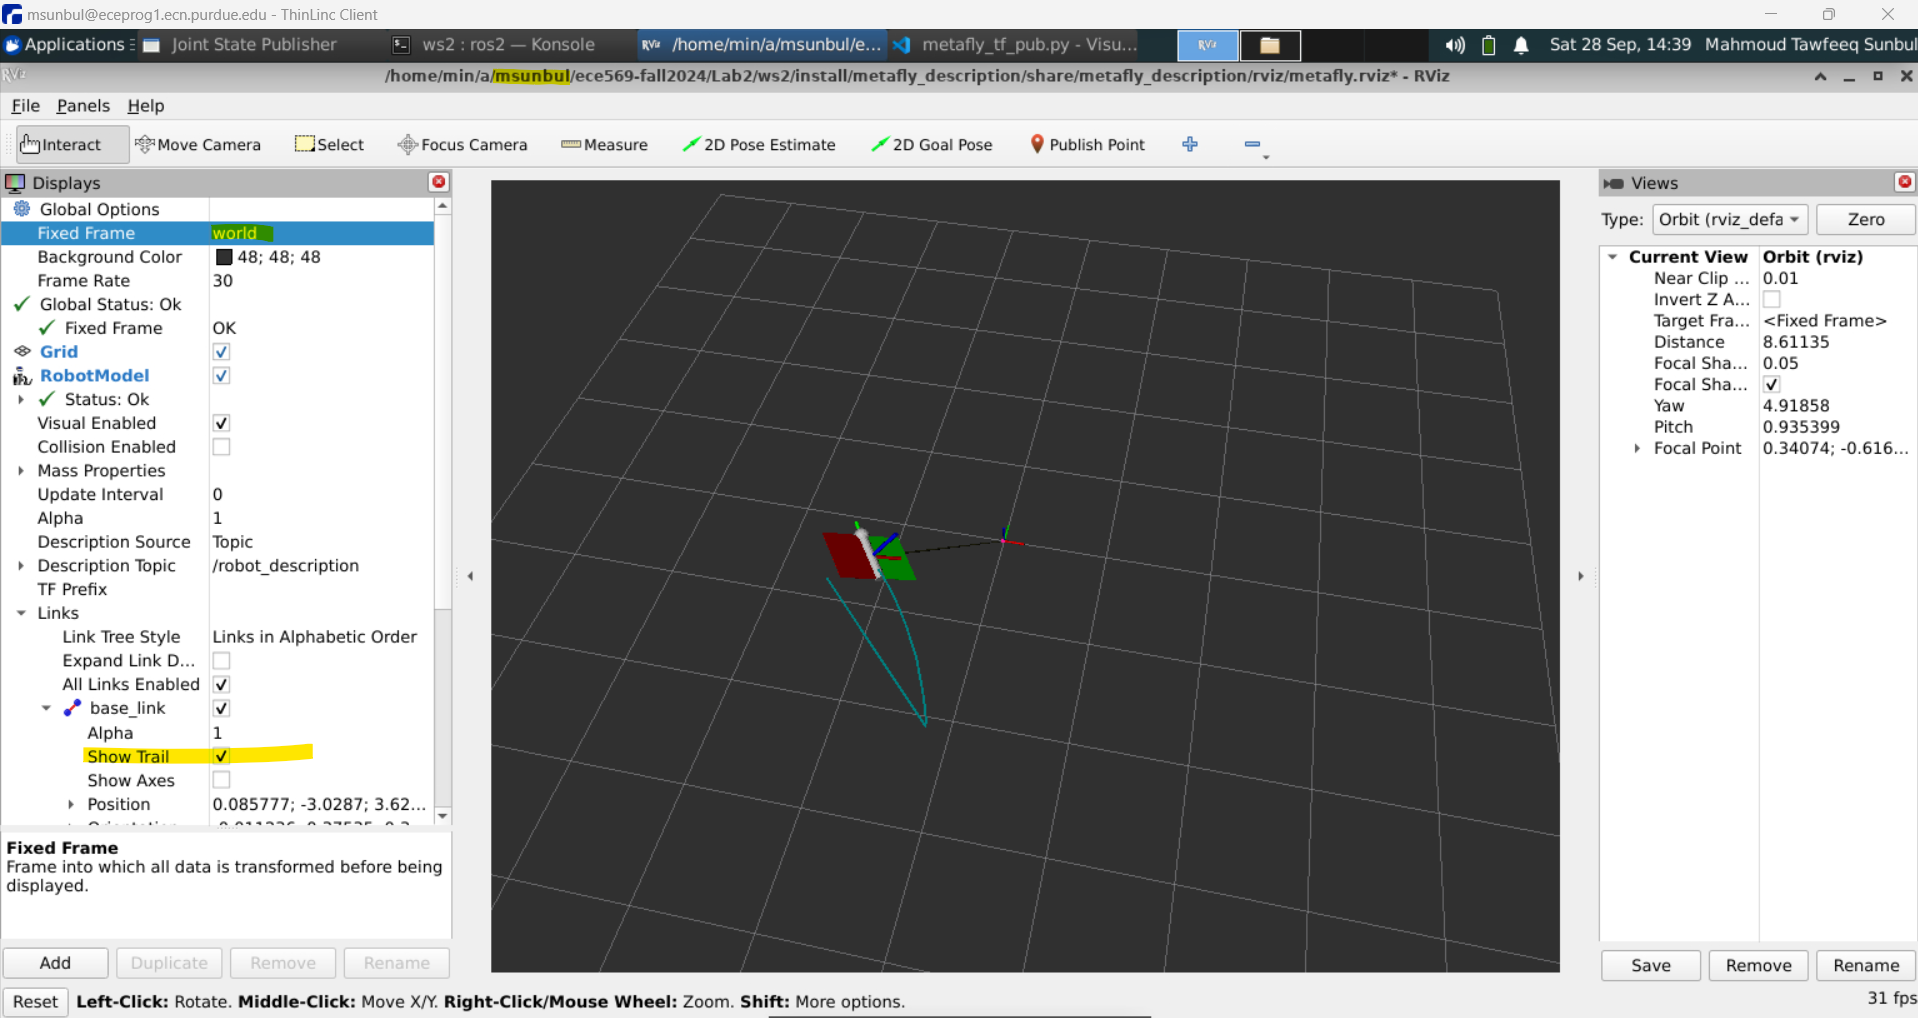 msunbul@eceprog1.ecn.purdue.edu - ThinLinc Client
Applications
Joint State Publisher
ws2 : ros2 — Konsole
RViz /home/min/a/msunbul/e...
metafly_tf_pub.py - Visu...
RViz
Sat 28 Sep, 14:39
Mahmoud Tawfeeq Sunbul
RViz
/home/min/a/msunbul/ece569-fall2024/Lab2/ws2/install/metafly_description/share/metafly_description/rviz/metafly.rviz* - RViz
File Panels Help
Interact Move Camera Select Focus Camera Measure 2D Pose Estimate 2D Goal Pose Publish Point
Displays
Global Options
Fixed Frame world
Background Color 48; 48; 48
Frame Rate 30
Global Status: Ok
Fixed Frame OK
Grid
RobotModel
Status: Ok
Visual Enabled
Collision Enabled
Mass Properties
Update Interval 0
Alpha 1
Description Source Topic
Description Topic /robot_description
TF Prefix
Links
Link Tree Style Links in Alphabetic Order
Expand Link D...
All Links Enabled
base_link
Alpha 1
Show Trail
Show Axes
Position 0.085777; -3.0287; 3.62...
Fixed Frame
Frame into which all data is transformed before being
displayed.
Add Duplicate Remove Rename
Reset Left-Click: Rotate. Middle-Click: Move X/Y. Right-Click/Mouse Wheel: Zoom. Shift: More options.
Views
Type: Orbit (rviz_defa Zero
Current View Orbit (rviz)
Near Clip ... 0.01
Invert Z A...
Target Fra... <Fixed Frame>
Distance 8.61135
Focal Sha... 0.05
Focal Sha...
Yaw 4.91858
Pitch 0.935399
Focal Point 0.34074; -0.616...
Save Remove Rename
31 fps